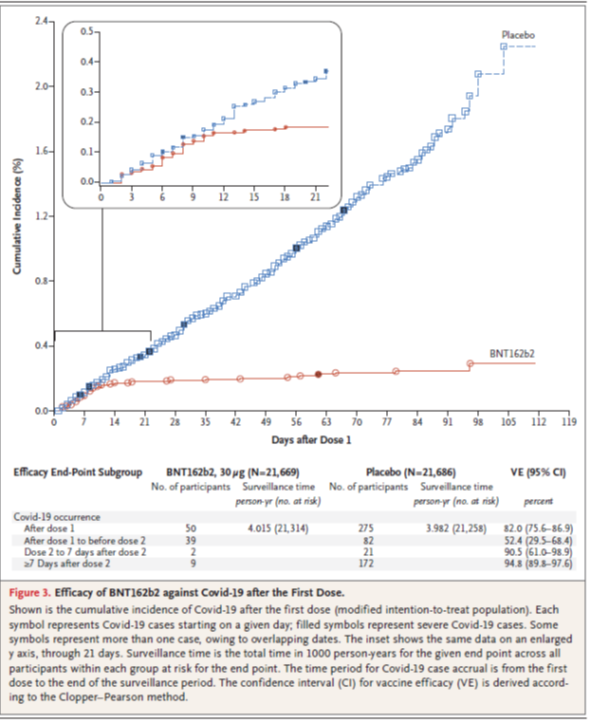 2.4
2.0
1.6
1.2
0.8
0.4
0.0
Cumulative Incidence (%)
0.5
0.4
0.3
0.2
0.1
0.0
0 3 6 9 12 15 18 21
Placebo
BNT162b2
0 7 14 21 28 35 42 49 56 63 70 77 84 91 98 105 112 119
Days after Dose 1
Efficacy End-Point Subgroup BNT162b2, 30 μg (N=21,669) Placebo (N=21,686) VE (95% CI)
No. of participants Surveillance time No. of participants Surveillance time
person-yr (no. at risk) person-yr (no. at risk) percent
Covid-19 occurrence
After dose 1 50 4.015 (21,314) 275 3.982 (21,258) 82.0 (75.6–86.9)
After dose 1 to before dose 2 39 82 52.4 (29.5–68.4)
Dose 2 to 7 days after dose 2 2 21 90.5 (61.0–98.9)
≥7 Days after dose 2 9 172 94.8 (89.8–97.6)
Figure 3. Efficacy of BNT162b2 against Covid-19 after the First Dose.
Shown is the cumulative incidence of Covid-19 after the first dose (modified intention-to-treat population). Each
symbol represents Covid-19 cases starting on a given day; filled symbols represent severe Covid-19 cases. Some
symbols represent more than one case, owing to overlapping dates. The inset shows the same data on an enlarged
y axis, through 21 days. Surveillance time is the total time in 1000 person-years for the given end point across all
participants within each group at risk for the end point. The time period for Covid-19 case accrual is from the first
dose to the end of the surveillance period. The confidence interval (CI) for vaccine efficacy (VE) is derived accord-
ing to the Clopper–Pearson method.